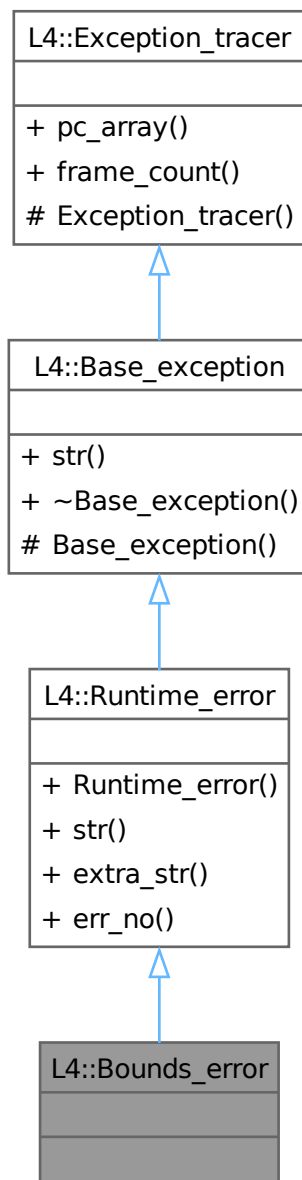 L4::Exception_tracer
+ pc_array()
+ frame_count()
# Exception_tracer()
L4::Base_exception
+ str()
+ ~Base_exception()
# Base_exception()
L4::Runtime_error
+ Runtime_error()
+ str()
+ extra_str()
+ err_no()
L4::Bounds_error